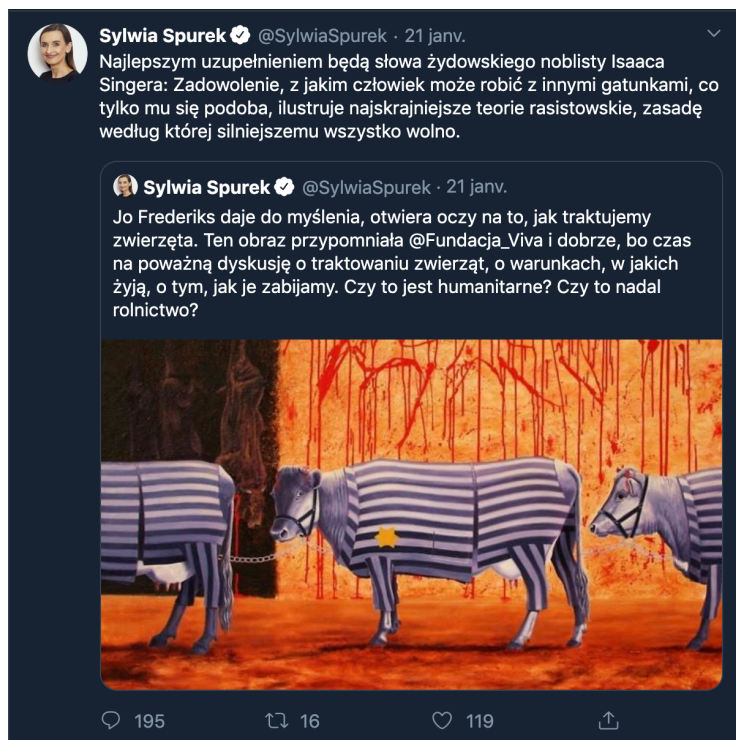 Sylwia Spurek @SylwiaSpurek · 21 janv.
Najlepszym uzupełnieniem będą słowa żydowskiego noblisty Isaaca
Singera: Zadowolenie, z jakim człowiek może robić z innymi gatunkami, co
tylko mu się podoba, ilustruje najskrajniejsze teorie rasistowskie, zasadę
według której silniejszemu wszystko wolno.
Sylwia Spurek @SylwiaSpurek · 21 janv.
Jo Frederiks daje do myślenia, otwiera oczy na to, jak traktujemy
zwierzęta. Ten obraz przypomniała @Fundacja_Viva i dobrze, bo czas
na poważną dyskusję o traktowaniu zwierząt, o warunkach, w jakich
żyją, o tym, jak je zabijamy. Czy to jest humanitarne? Czy to nadal
rolnictwo?
195 16 119